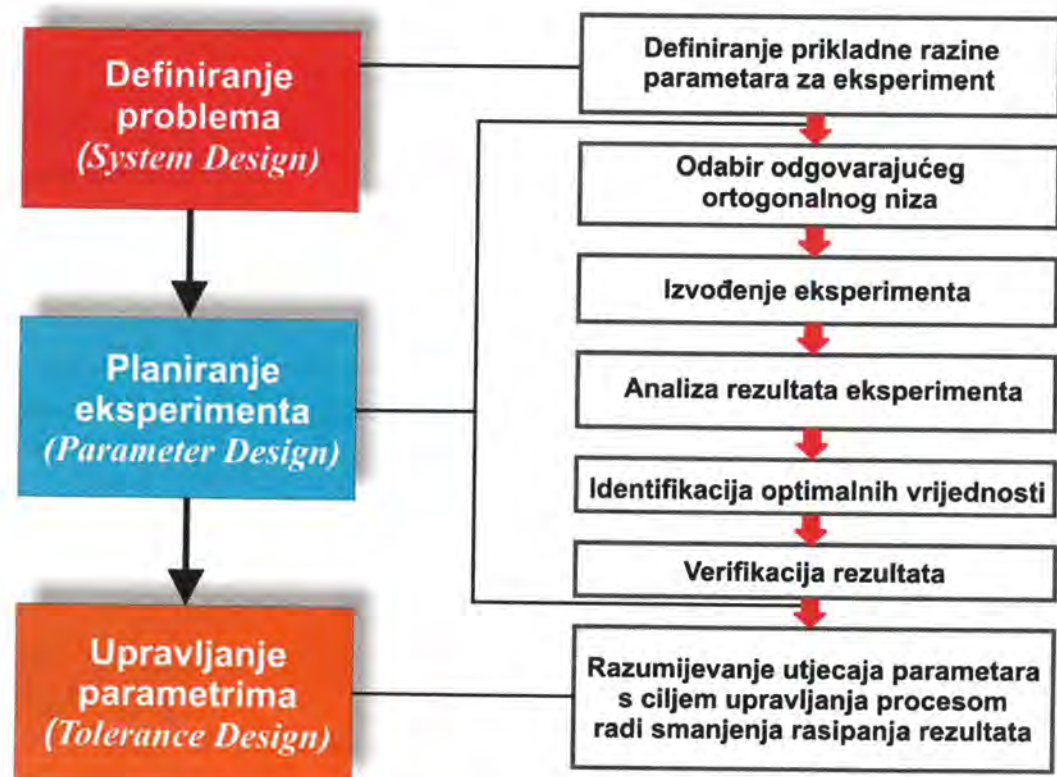 Definiranje
problema
(System Design)
Planiranje
eksperimenta
(Parameter Design)
Upravljanje
parametrima
(Tolerance Design)
Definiranje prikladne razine
parametara za eksperiment
Odabir odgovarajućeg
ortogonalnog niza
Izvođenje eksperimenta
Analiza rezultata eksperimenta
Identifikacija optimalnih vrijednosti
Verifikacija rezultata
Razumijevanje utjecaja parametara
s ciljem upravljanja procesom
radi smanjenja rasipanja rezultata